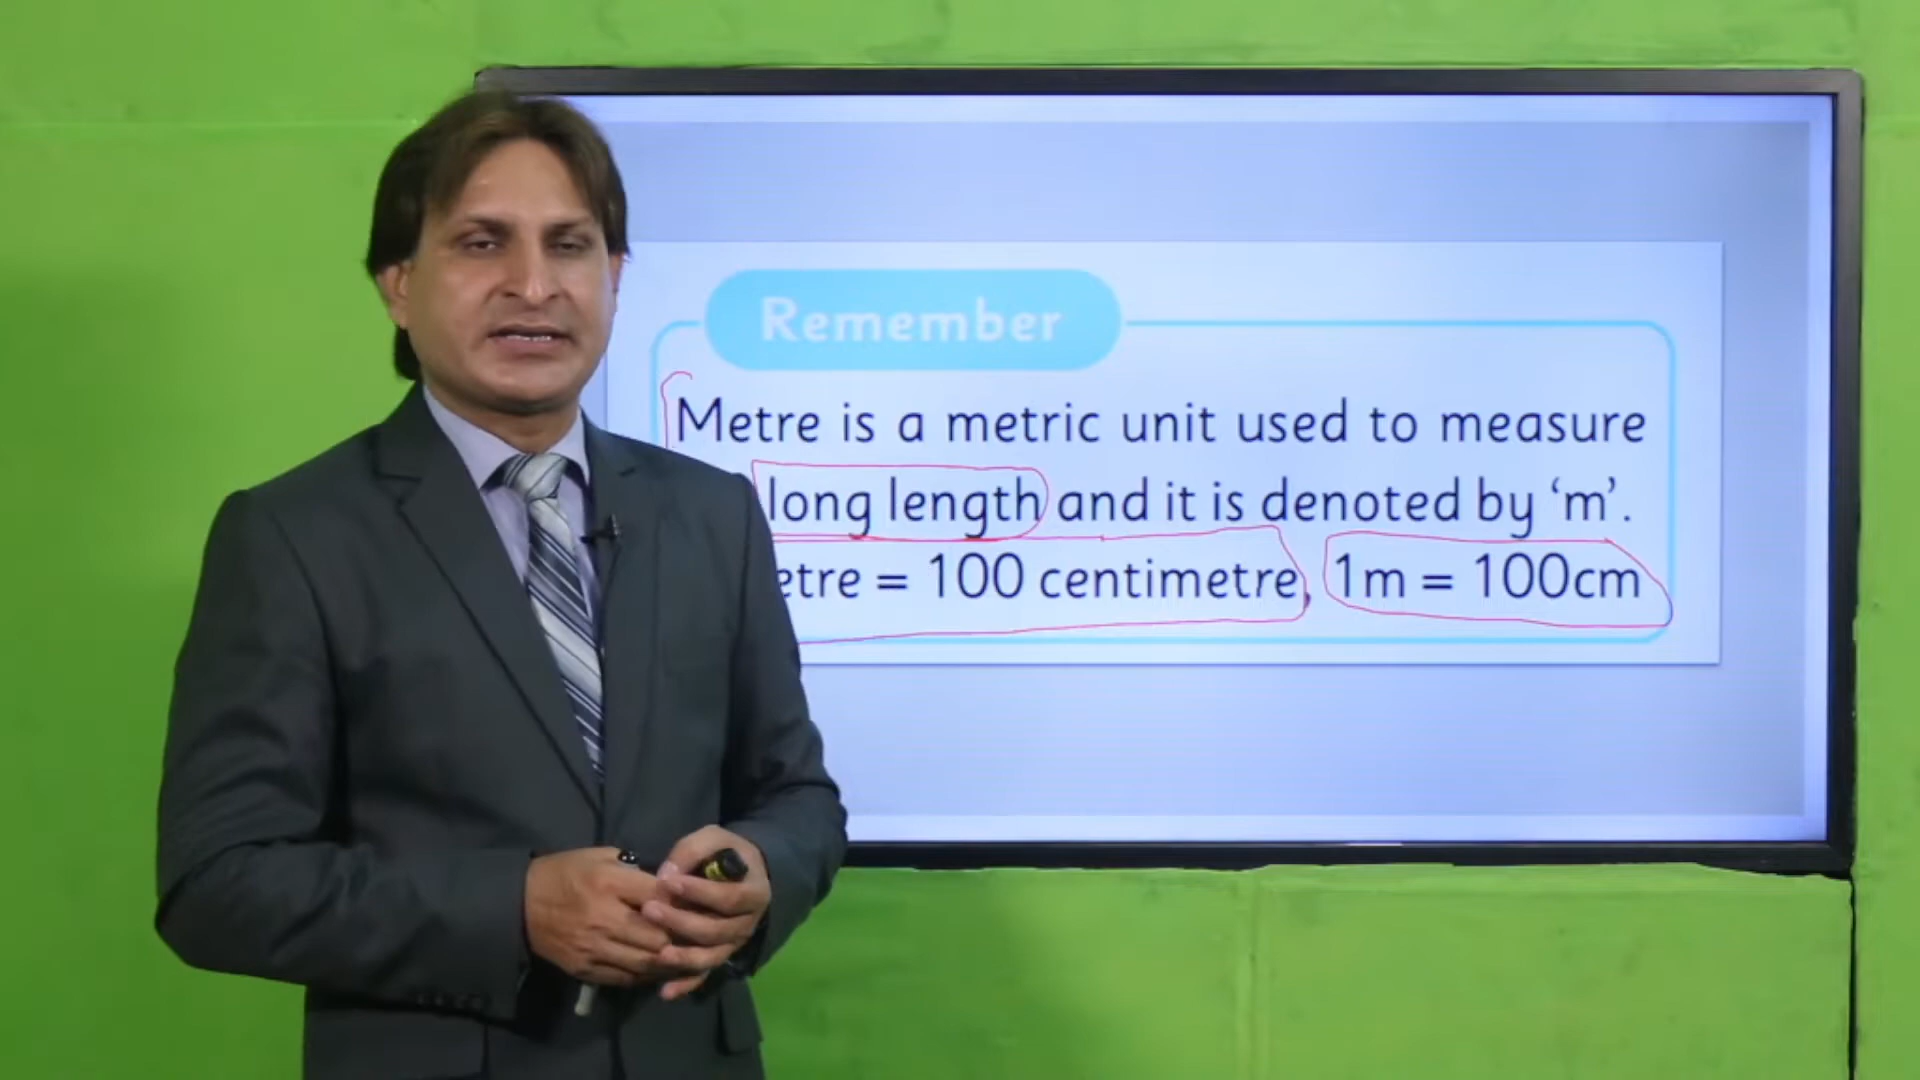 Remember
Metre is a metric unit used to measure
long length and it is denoted by ‘m’.
etre = 100 centimetre, 1m = 100cm